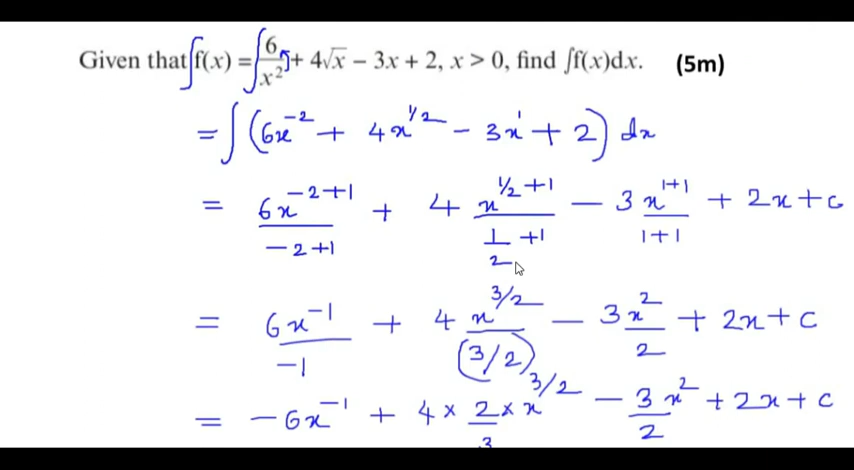 Given that ∫f(x) = ∫6/x² + 4√x − 3x + 2, x > 0, find ∫f(x)dx. (5m)
= ∫(6x⁻² + 4x^(1/2) − 3x¹ + 2) dx
= 6x^(−2+1)/(−2+1) + 4 x^(1/2+1)/(1/2+1) − 3 x^(1+1)/(1+1) + 2x + c
= 6x⁻¹/−1 + 4 x^(3/2)/(3/2) − 3x²/2 + 2x + c
= −6x⁻¹ + 4 × 2/3 × x^(3/2) − 3/2 x² + 2x + c